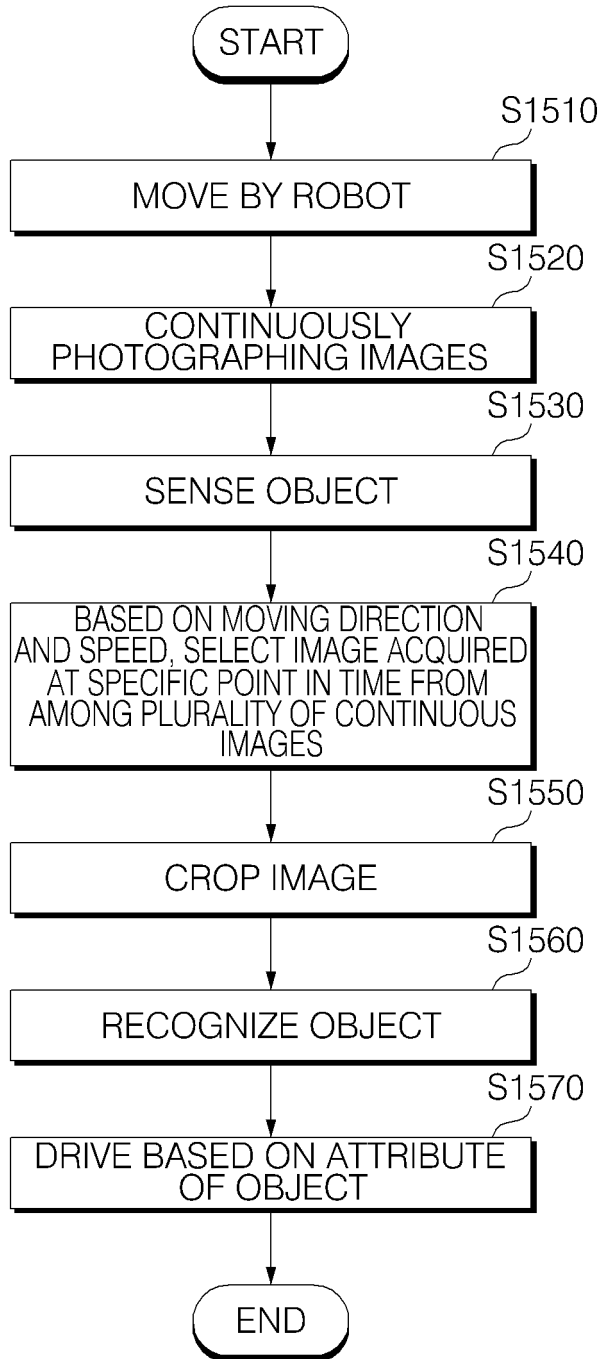 START
S1510
MOVE BY ROBOT
S1520
CONTINUOUSLY
PHOTOGRAPHING IMAGES
S1530
SENSE OBJECT
S1540
BASED ON MOVING DIRECTION
AND SPEED, SELECT IMAGE ACQUIRED
AT SPECIFIC POINT IN TIME FROM
AMONG PLURALITY OF CONTINUOUS
IMAGES
S1550
CROP IMAGE
S1560
RECOGNIZE OBJECT
S1570
DRIVE BASED ON ATTRIBUTE
OF OBJECT
END